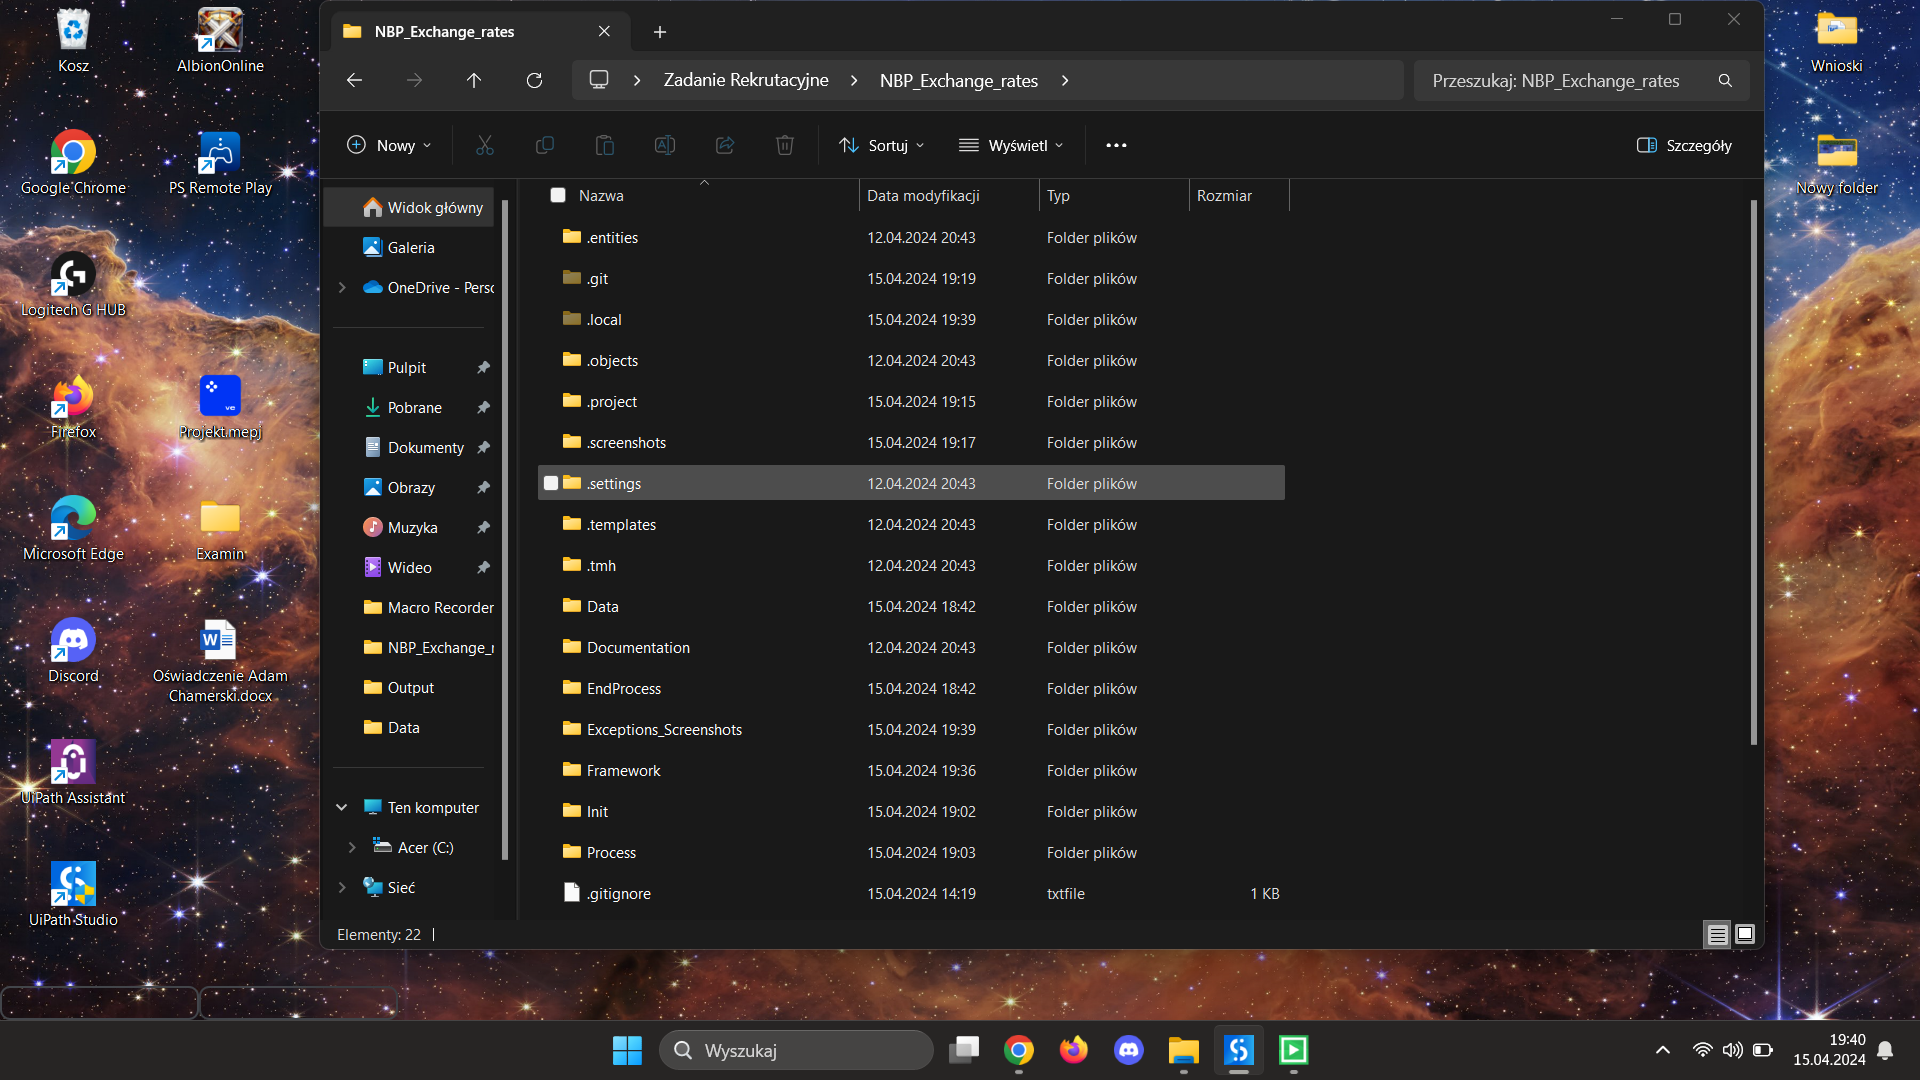 Kosz
AlbionOnline
Google Chrome
PS Remote Play
Logitech G HUB
Firefox
Projekt.mepj
ve
Microsoft Edge
Examin
Discord
Oświadczenie Adam
Chamerski.docx
UiPath Assistant
UiPath Studio
Wnioski
Nowy folder
NBP_Exchange_rates
Zadanie Rekrutacyjne
NBP_Exchange_rates
Przeszukaj: NBP_Exchange_rates
Nowy
Sortuj
Wyświetl
Szczegóły
Widok główny
Galeria
OneDrive - Perso
Pulpit
Pobrane
Dokumenty
Obrazy
Muzyka
Wideo
Macro Recorder
NBP_Exchange_r
Output
Data
Ten komputer
Acer (C:)
Sieć
Nazwa Data modyfikacji Typ Rozmiar
.entities 12.04.2024 20:43 Folder plików
.git 15.04.2024 19:19 Folder plików
.local 15.04.2024 19:39 Folder plików
.objects 12.04.2024 20:43 Folder plików
.project 15.04.2024 19:15 Folder plików
.screenshots 15.04.2024 19:17 Folder plików
.settings 12.04.2024 20:43 Folder plików
.templates 12.04.2024 20:43 Folder plików
.tmh 12.04.2024 20:43 Folder plików
Data 15.04.2024 18:42 Folder plików
Documentation 12.04.2024 20:43 Folder plików
EndProcess 15.04.2024 18:42 Folder plików
Exceptions_Screenshots 15.04.2024 19:39 Folder plików
Framework 15.04.2024 19:36 Folder plików
Init 15.04.2024 19:02 Folder plików
Process 15.04.2024 19:03 Folder plików
.gitignore 15.04.2024 14:19 txtfile 1 KB
Elementy: 22
Wyszukaj
19:40
15.04.2024